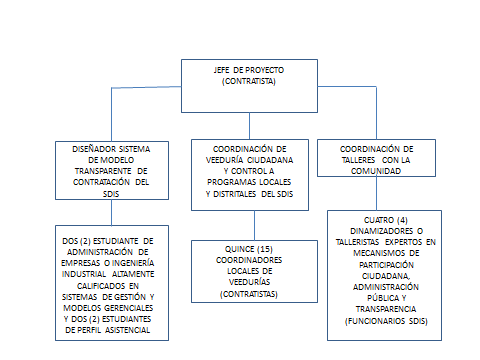 JEFE DE PROYECTO
(CONTRATISTA)
DISEÑADOR SISTEMA
DE MODELO
TRANSPARENTE DE
CONTRATACIÓN DEL
SDIS
COORDINACIÓN DE
VEEDURÍA CIUDADANA
Y CONTROL A
PROGRAMAS LOCALES
Y DISTRITALES DEL SDIS
COORDINACIÓN DE
TALLERES CON LA
COMUNIDAD
DOS (2) ESTUDIANTE DE
ADMINISTRACIÓN DE
EMPRESAS O INGENIERÍA
INDUSTRIAL ALTAMENTE
CALIFICADOS EN
SISTEMAS DE GESTIÓN Y
MODELOS GERENCIALES
Y DOS (2) ESTUDIANTES
DE PERFIL ASISTENCIAL
QUINCE (15)
COORDINADORES
LOCALES DE
VEEDURÍAS
(CONTRATISTAS)
CUATRO (4)
DINAMIZADORES O
TALLERISTAS EXPERTOS EN
MECANISMOS DE
PARTICIPACIÓN
CIUDADANA,
ADMINISTRACIÓN
PÚBLICA Y
TRANSPARENCIA
(FUNCIONARIOS SDIS)